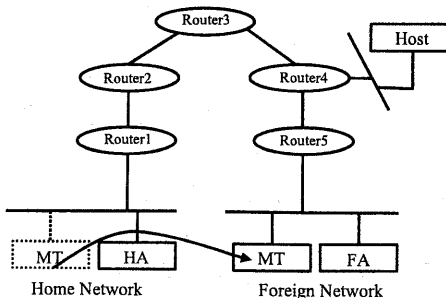 Router3
Host
Router2
Router4
Router1
Router5
MT
HA
MT
FA
Home Network
Foreign Network